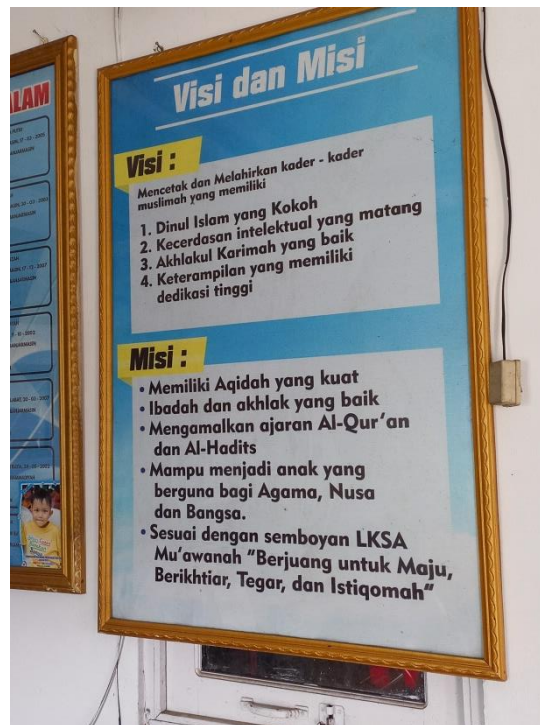 LAM
Visi dan Misi
Visi :
Mencetak dan Melahirkan kader - kader
muslimah yang memiliki
1. Dinul Islam yang Kokoh
2. Kecerdasan intelektual yang matang
3. Akhlakul Karimah yang baik
4. Keterampilan yang memiliki
dedikasi tinggi
Misi :
• Memiliki Aqidah yang kuat
• Ibadah dan akhlak yang baik
• Mengamalkan ajaran Al-Qur'an
dan Al-Hadits
• Mampu menjadi anak yang
berguna bagi Agama, Nusa
dan Bangsa.
• Sesuai dengan semboyan LKSA
Mu'awanah "Berjuang untuk Maju,
Berikhtiar, Tegar, dan Istiqomah"